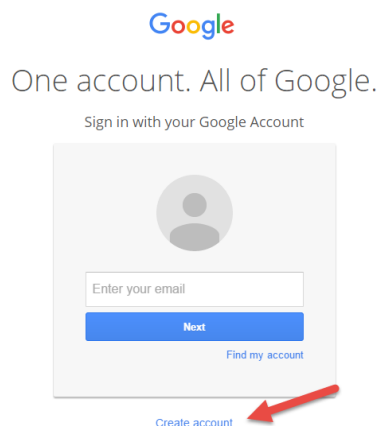 Google
One account. All of Google.
Sign in with your Google Account
Enter your email
Next
Find my account
Create account